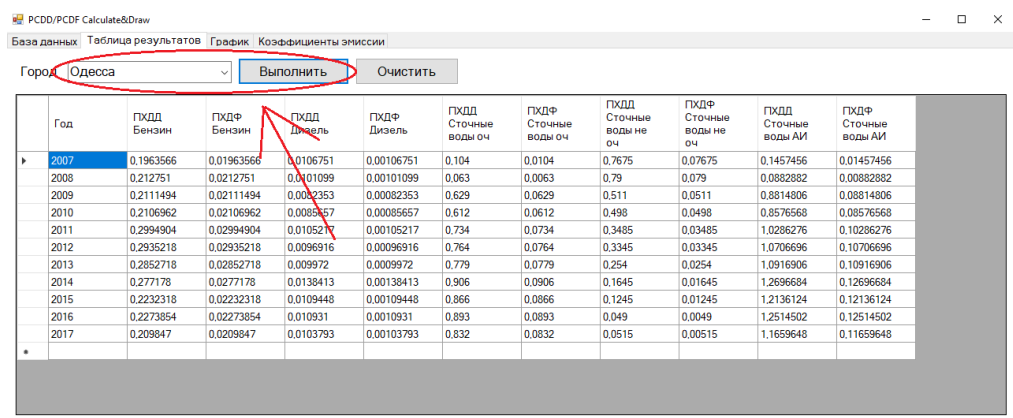 PCDD/PCDF Calculate&Draw
База данных Таблица результатов График Коэффициенты эмиссии
Город Одесса Выполнить Очистить
Год ПХДД Бензин ПХДФ Бензин ПХДД Дизель ПХДФ Дизель ПХДД Сточные воды оч ПХДФ Сточные воды оч ПХДД Сточные воды не оч ПХДФ Сточные воды не оч ПХДД Сточные воды АИ ПХДФ Сточные воды АИ
2007 0,1963566 0,01963566 0,0106751 0,00106751 0,104 0,0104 0,7675 0,07675 0,1457456 0,01457456
2008 0,212751 0,0212751 0,0101099 0,00101099 0,063 0,0063 0,79 0,079 0,0882882 0,00882882
2009 0,2111494 0,02111494 0,0082353 0,00082353 0,629 0,0629 0,511 0,0511 0,8814806 0,08814806
2010 0,2106962 0,02106962 0,0085657 0,00085657 0,612 0,0612 0,498 0,0498 0,8576568 0,08576568
2011 0,2994904 0,02994904 0,0105217 0,00105217 0,734 0,0734 0,3485 0,03485 1,0286276 0,10286276
2012 0,2935218 0,02935218 0,0096916 0,00096916 0,764 0,0764 0,3345 0,03345 1,0706696 0,10706696
2013 0,2852718 0,02852718 0,009972 0,0009972 0,779 0,0779 0,254 0,0254 1,0916906 0,10916906
2014 0,277178 0,0277178 0,0138413 0,00138413 0,906 0,0906 0,1645 0,01645 1,2696684 0,12696684
2015 0,2232318 0,02232318 0,0109448 0,00109448 0,866 0,0866 0,1245 0,01245 1,2136124 0,12136124
2016 0,2273854 0,02273854 0,010931 0,0010931 0,893 0,0893 0,049 0,0049 1,2514502 0,12514502
2017 0,209847 0,0209847 0,0103793 0,00103793 0,832 0,0832 0,0515 0,00515 1,1659648 0,11659648